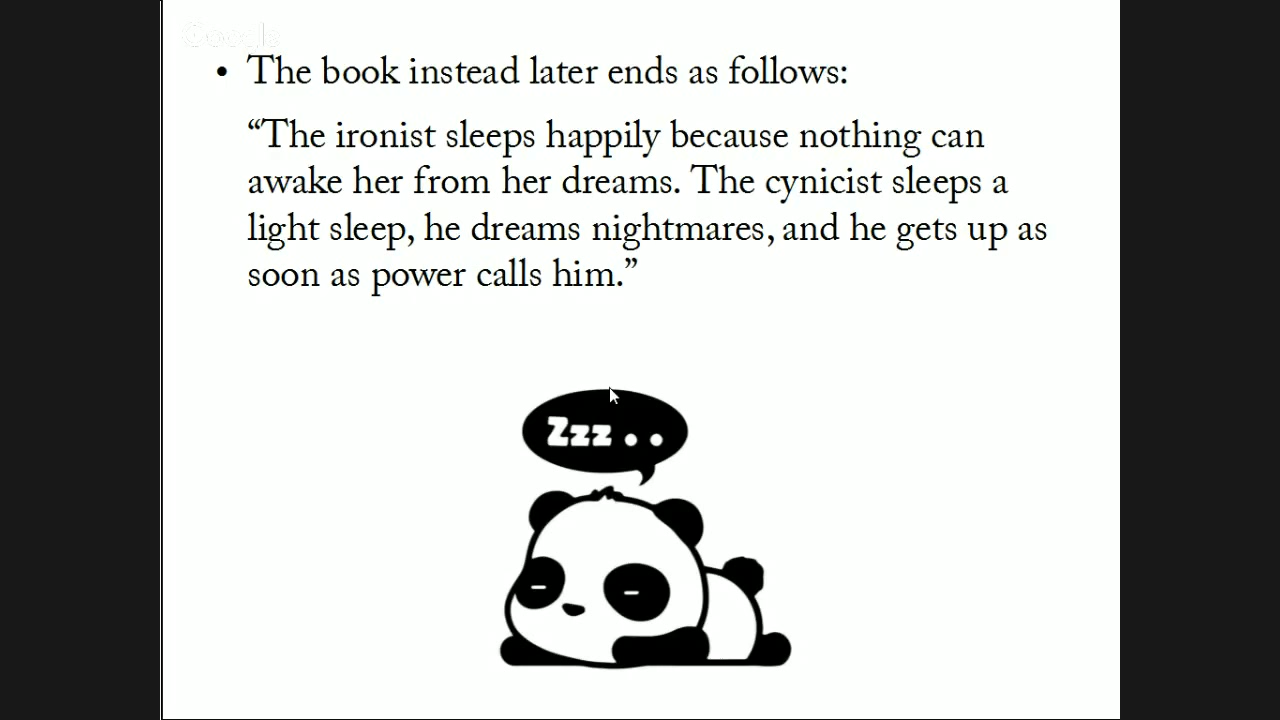 Google
• The book instead later ends as follows:
“The ironist sleeps happily because nothing can
awake her from her dreams. The cynicist sleeps a
light sleep, he dreams nightmares, and he gets up as
soon as power calls him.”
Zzz . .